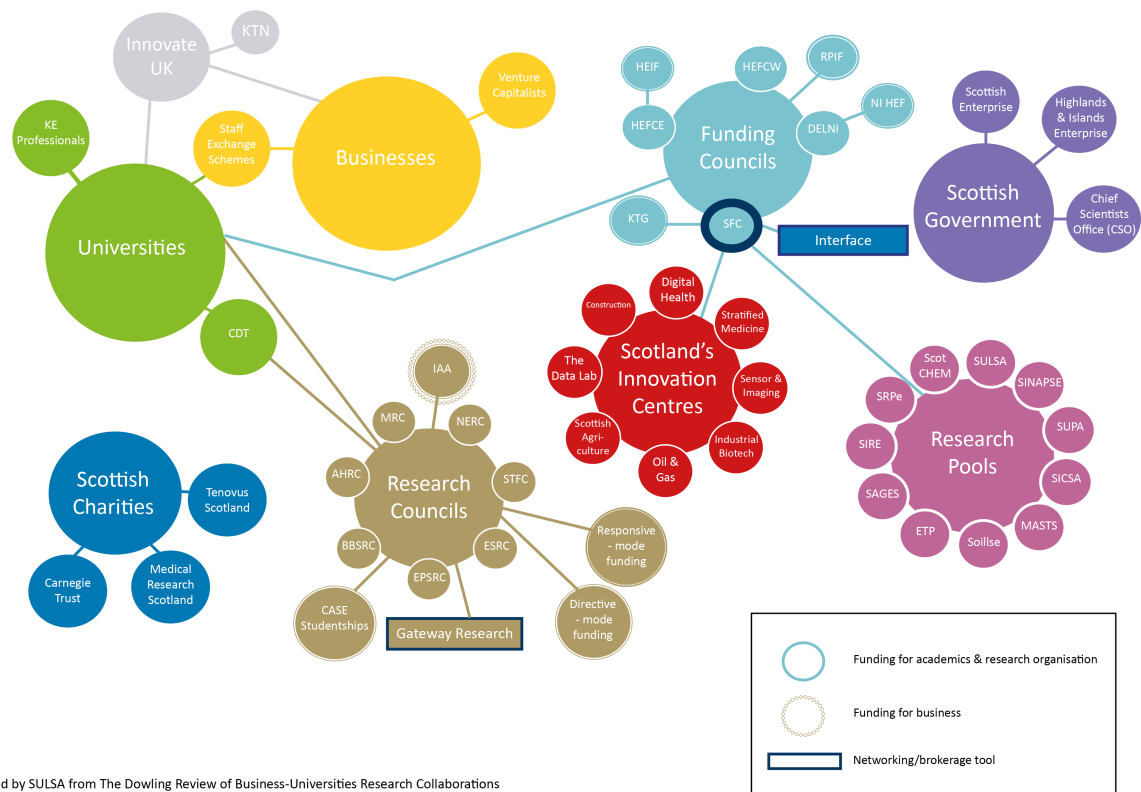 Innovate
UK
KTN
KE
Professionals
Staff
Exchange
Schemes
Businesses
Venture
Capitalists
Universities
CDT
HEIF
HEFCE
HEFCW
RPIF
DELNI
NI HEF
Funding
Councils
KTG
SFC
Interface
Scottish
Enterprise
Highlands
& Islands
Enterprise
Scottish
Government
Chief
Scientists
Office (CSO)
Digital
Health
Construction
Stratified
Medicine
The
Data Lab
Scotland's
Innovation
Centres
Sensor &
Imaging
Scottish
Agri-
culture
Industrial
Biotech
Oil &
Gas
Scot
CHEM
SULSA
SINAPSE
SRPe
SUPA
SIRE
Research
Pools
SICSA
SAGES
MASTS
ETP
Soillse
IAA
MRC
NERC
AHRC
STFC
Research
Councils
BBSRC
ESRC
EPSRC
Responsive
- mode
funding
Directive
- mode
funding
CASE
Studentships
Gateway Research
Scottish
Charities
Tenovus
Scotland
Carnegie
Trust
Medical
Research
Scotland
Funding for academics & research organisation
Funding for business
Networking/brokerage tool
d by SULSA from The Dowling Review of Business-Universities Research Collaborations